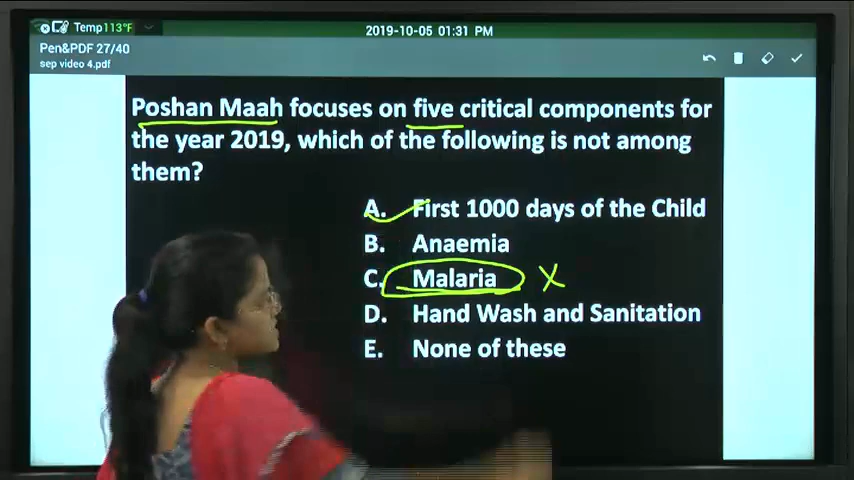 Temp113°F
2019-10-05 01:31 PM
Pen&PDF 27/40
sep video 4.pdf
Poshan Maah focuses on five critical components for
the year 2019, which of the following is not among
them?
A. First 1000 days of the Child
B. Anaemia
C. Malaria X
D. Hand Wash and Sanitation
E. None of these